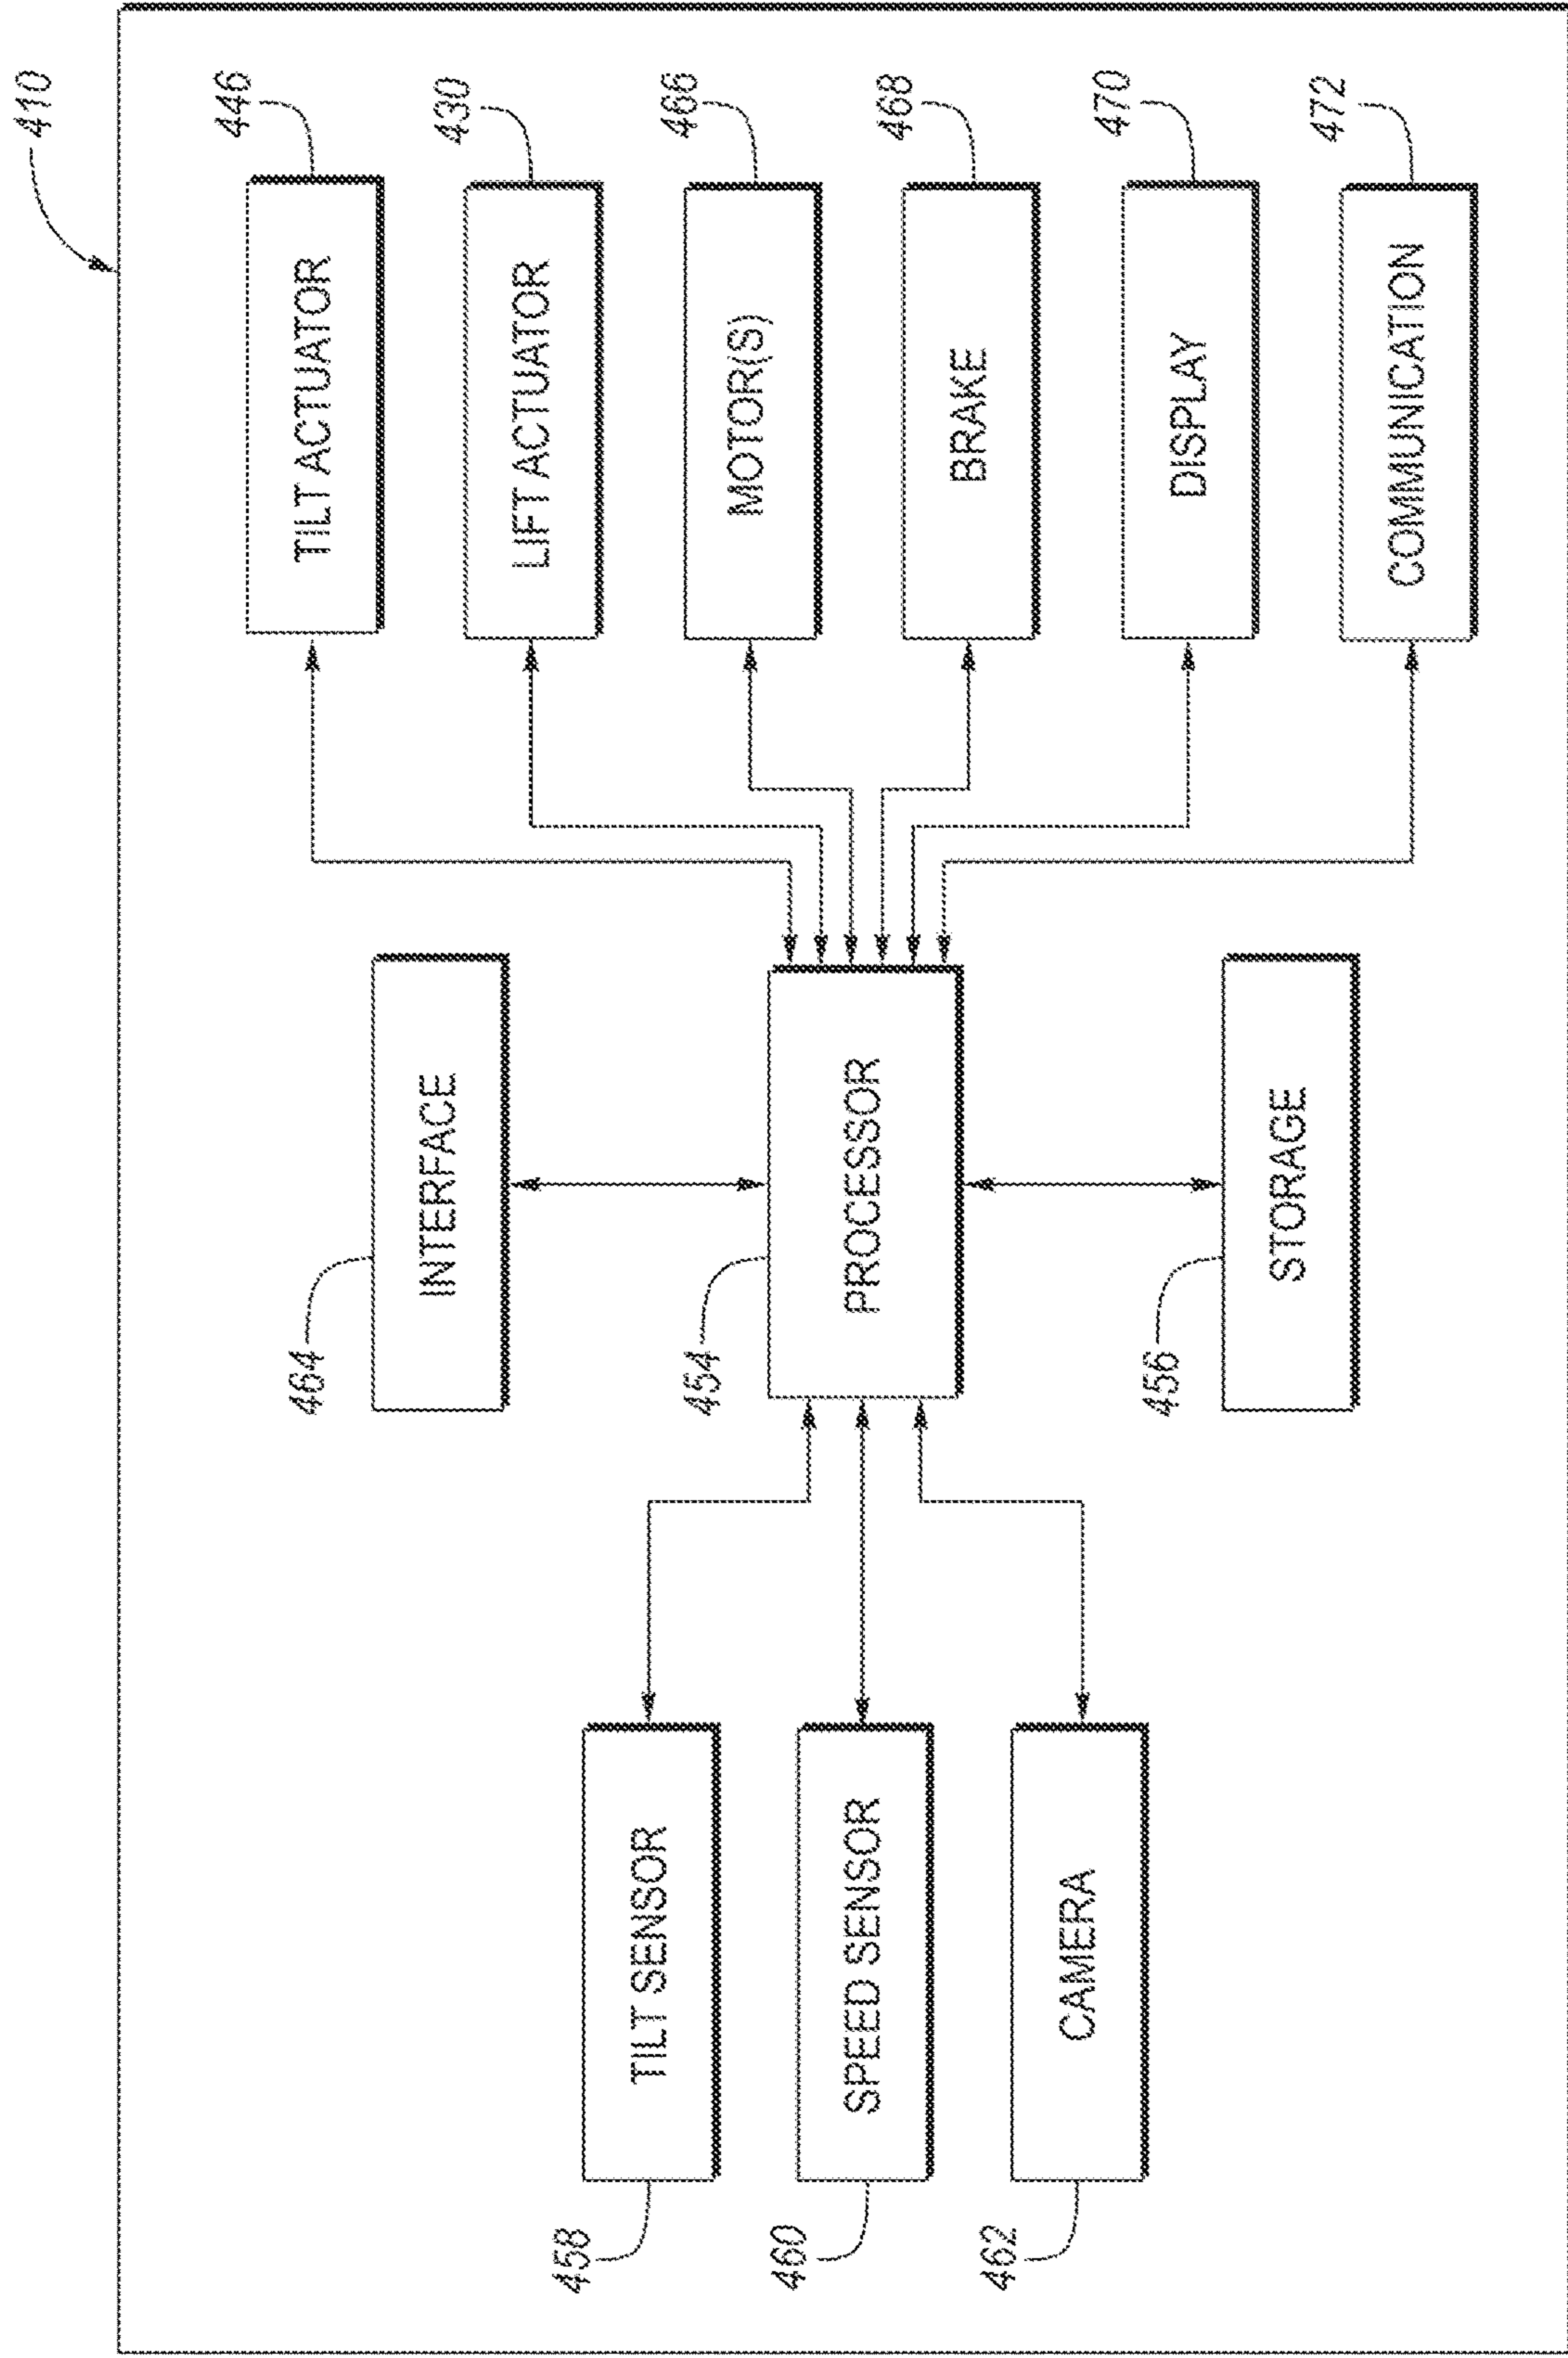 410
TILT SENSOR
458
SPEED SENSOR
460
CAMERA
462
INTERFACE
464
PROCESSOR
454
STORAGE
456
TILT ACTUATOR
446
LIFT ACTUATOR
430
MOTOR(S)
466
BRAKE
468
DISPLAY
470
COMMUNICATION
472